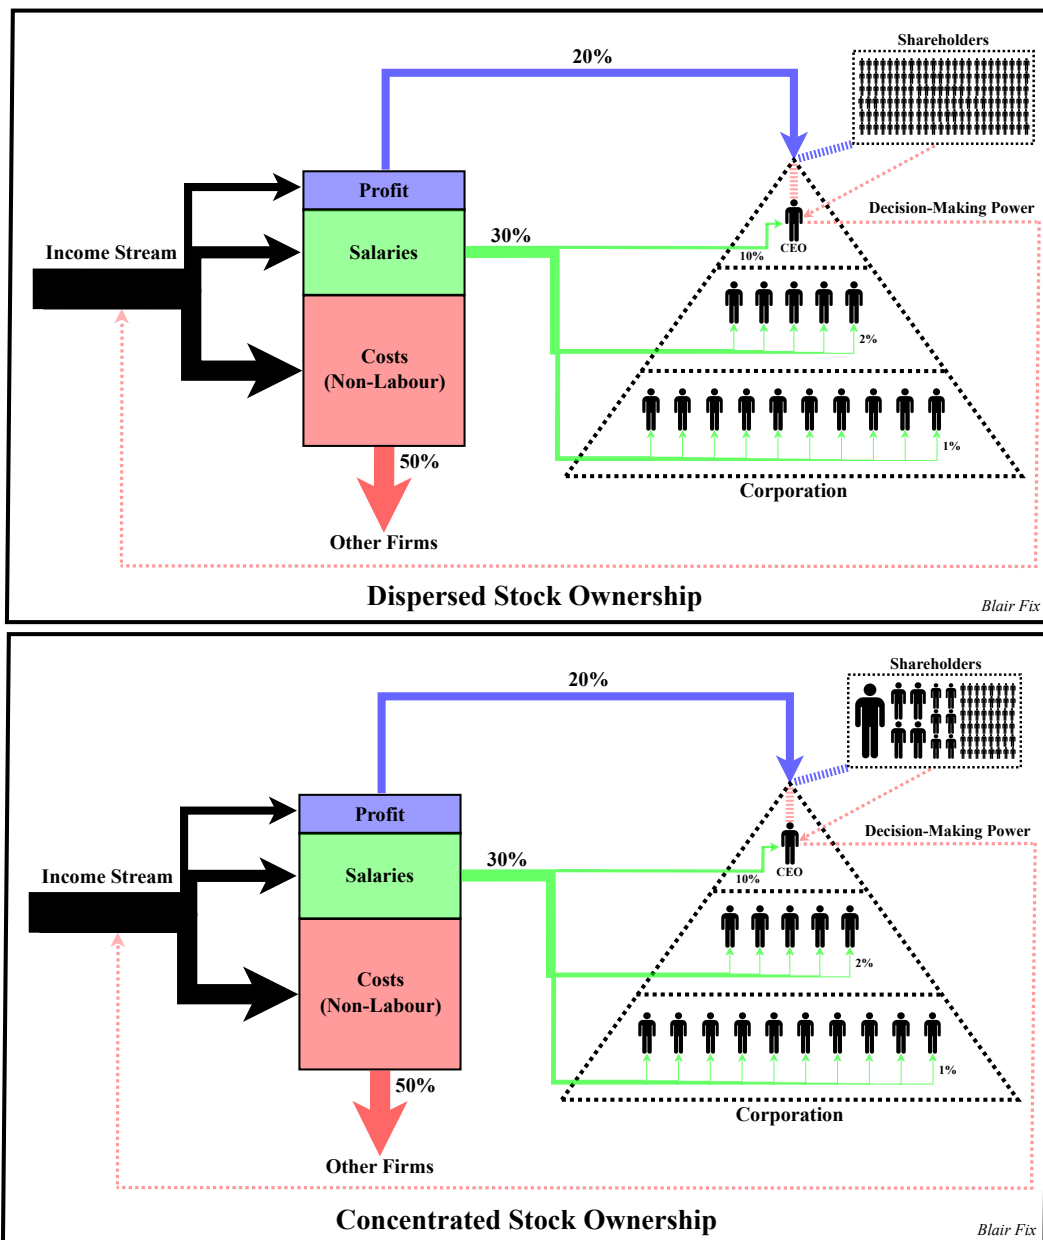 Shareholders
20%
Profit
Decision-Making Power
Income Stream
Salaries
30%
CEO
10%
Costs
(Non-Labour)
2%
1%
50%
Corporation
Other Firms
Dispersed Stock Ownership
Blair Fix
Shareholders
20%
Profit
Decision-Making Power
Income Stream
Salaries
30%
CEO
10%
Costs
(Non-Labour)
2%
1%
50%
Corporation
Other Firms
Concentrated Stock Ownership
Blair Fix